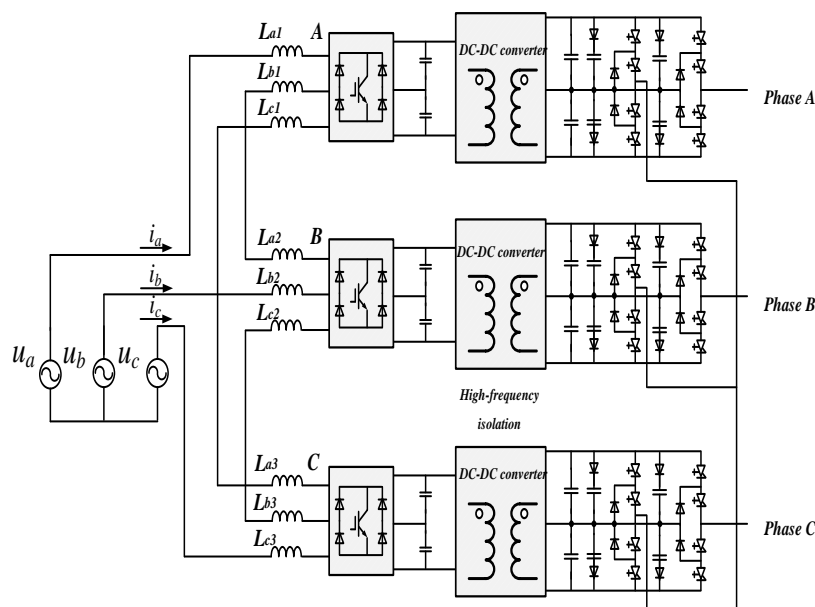 La1
A
DC-DC converter
Lb1
Lc1
Phase A
La2
B
DC-DC converter
ia
Lb2
ib
Phase B
Lc2
ic
ua
ub
uc
High-frequency
isolation
La3
C
DC-DC converter
Lb3
Phase C
Lc3